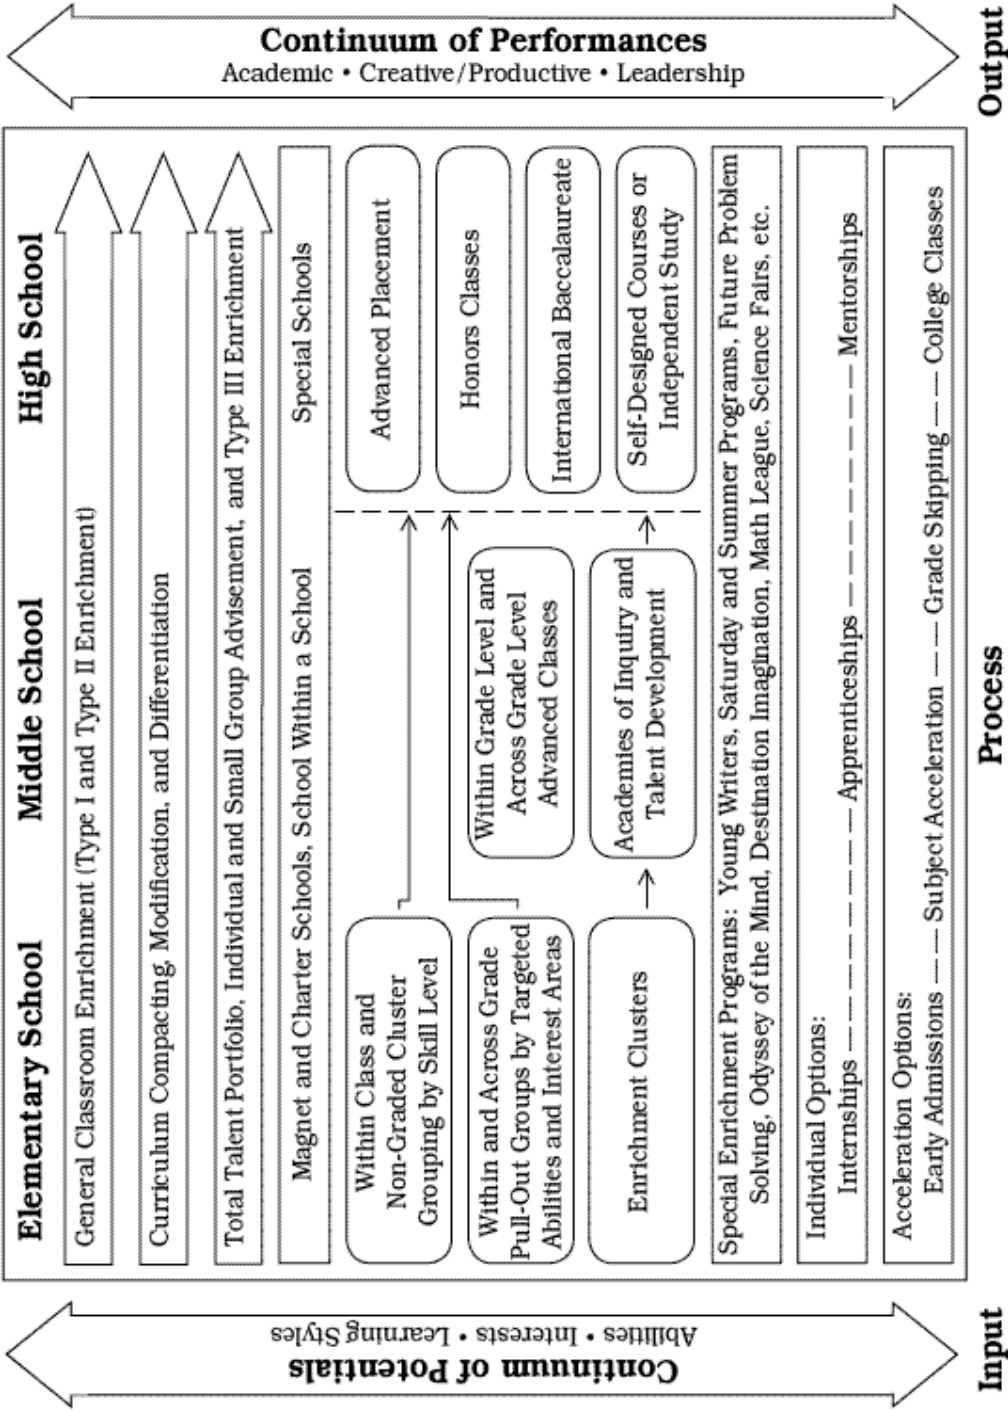 Continuum of Potentials
Abilities • Interests • Learning Styles
Input
Elementary School
Middle School
High School
General Classroom Enrichment (Type I and Type II Enrichment)
Curriculum Compacting, Modification, and Differentiation
Total Talent Portfolio, Individual and Small Group Advisement, and Type III Enrichment
Magnet and Charter Schools, School Within a School
Special Schools
Within Class and
Non-Graded Cluster
Grouping by Skill Level
Within and Across Grade
Pull-Out Groups by Targeted
Abilities and Interest Areas
Enrichment Clusters
Within Grade Level and
Across Grade Level
Advanced Classes
Academies of Inquiry and
Talent Development
Advanced Placement
Honors Classes
International Baccalaureate
Self-Designed Courses or
Independent Study
Special Enrichment Programs: Young Writers, Saturday and Summer Programs, Future Problem
Solving, Odyssey of the Mind, Destination Imagination, Math League, Science Fairs, etc.
Individual Options:
Internships — — — — — — — Apprenticeships — — — — — — — Mentorships
Acceleration Options:
Early Admissions — — Subject Acceleration — — Grade Skipping — — College Classes
Process
Continuum of Performances
Academic • Creative/Productive • Leadership
Output